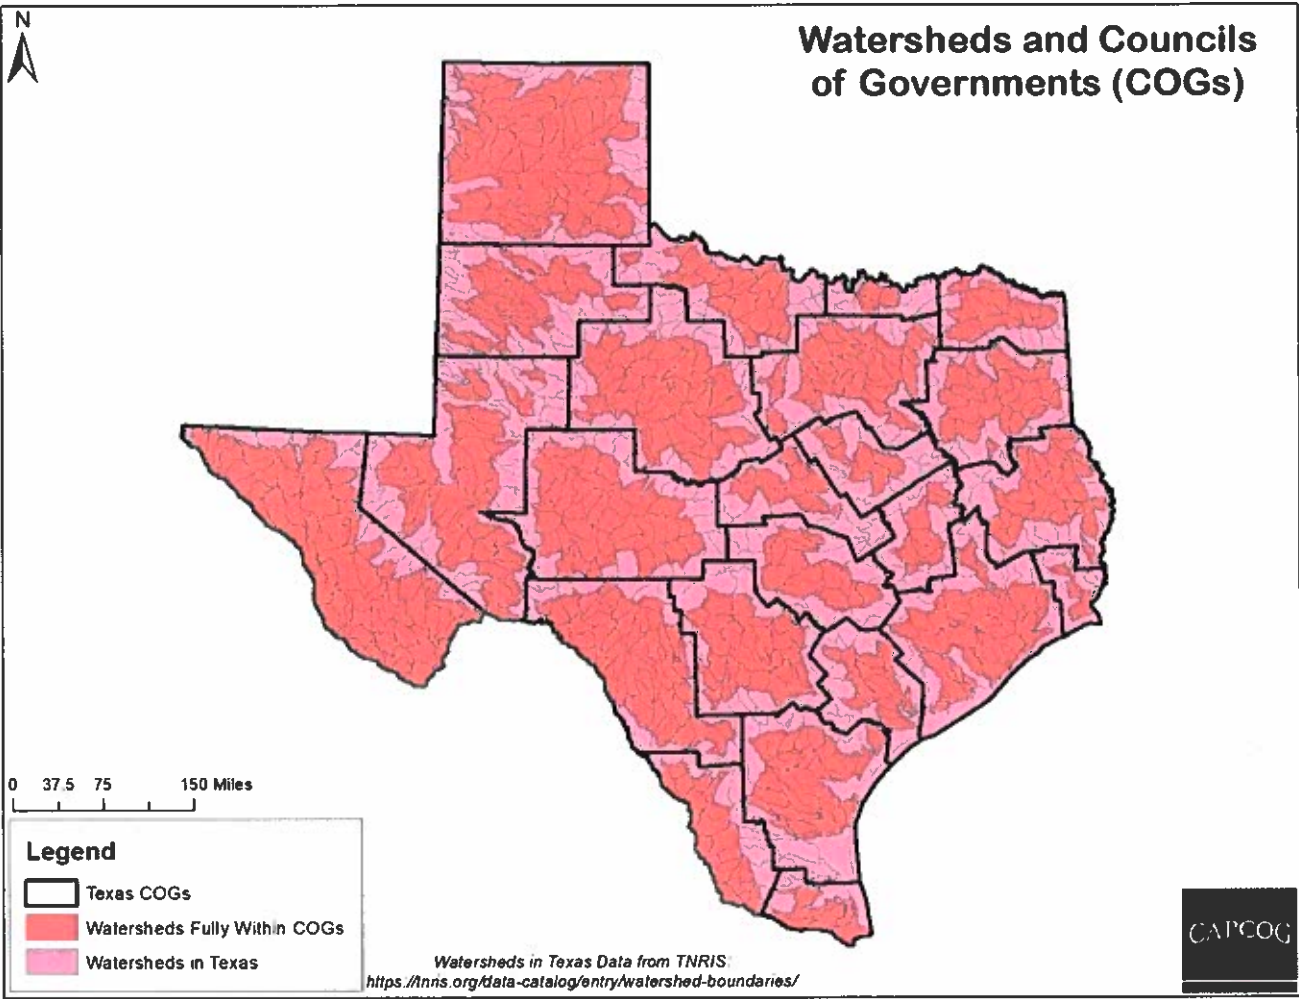 N
Watersheds and Councils
of Governments (COGs)
0 37.5 75 150 Miles
Legend
Texas COGs
Watersheds Fully Within COGs
Watersheds in Texas
Watersheds in Texas Data from TNRIS:
https://tnris.org/data-catalog/entry/watershed-boundaries/
CAPCOG